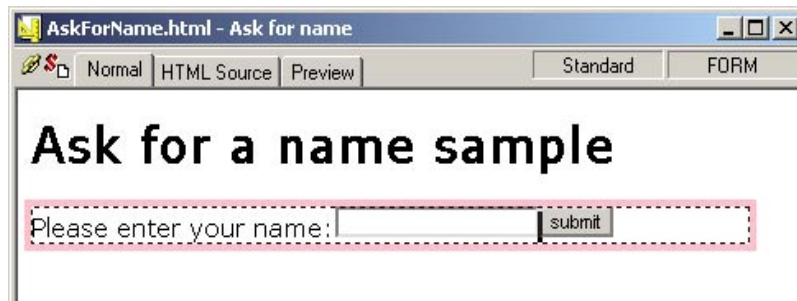 AskForName.html - Ask for name
Normal HTML Source Preview Standard FORM
Ask for a name sample
Please enter your name: submit